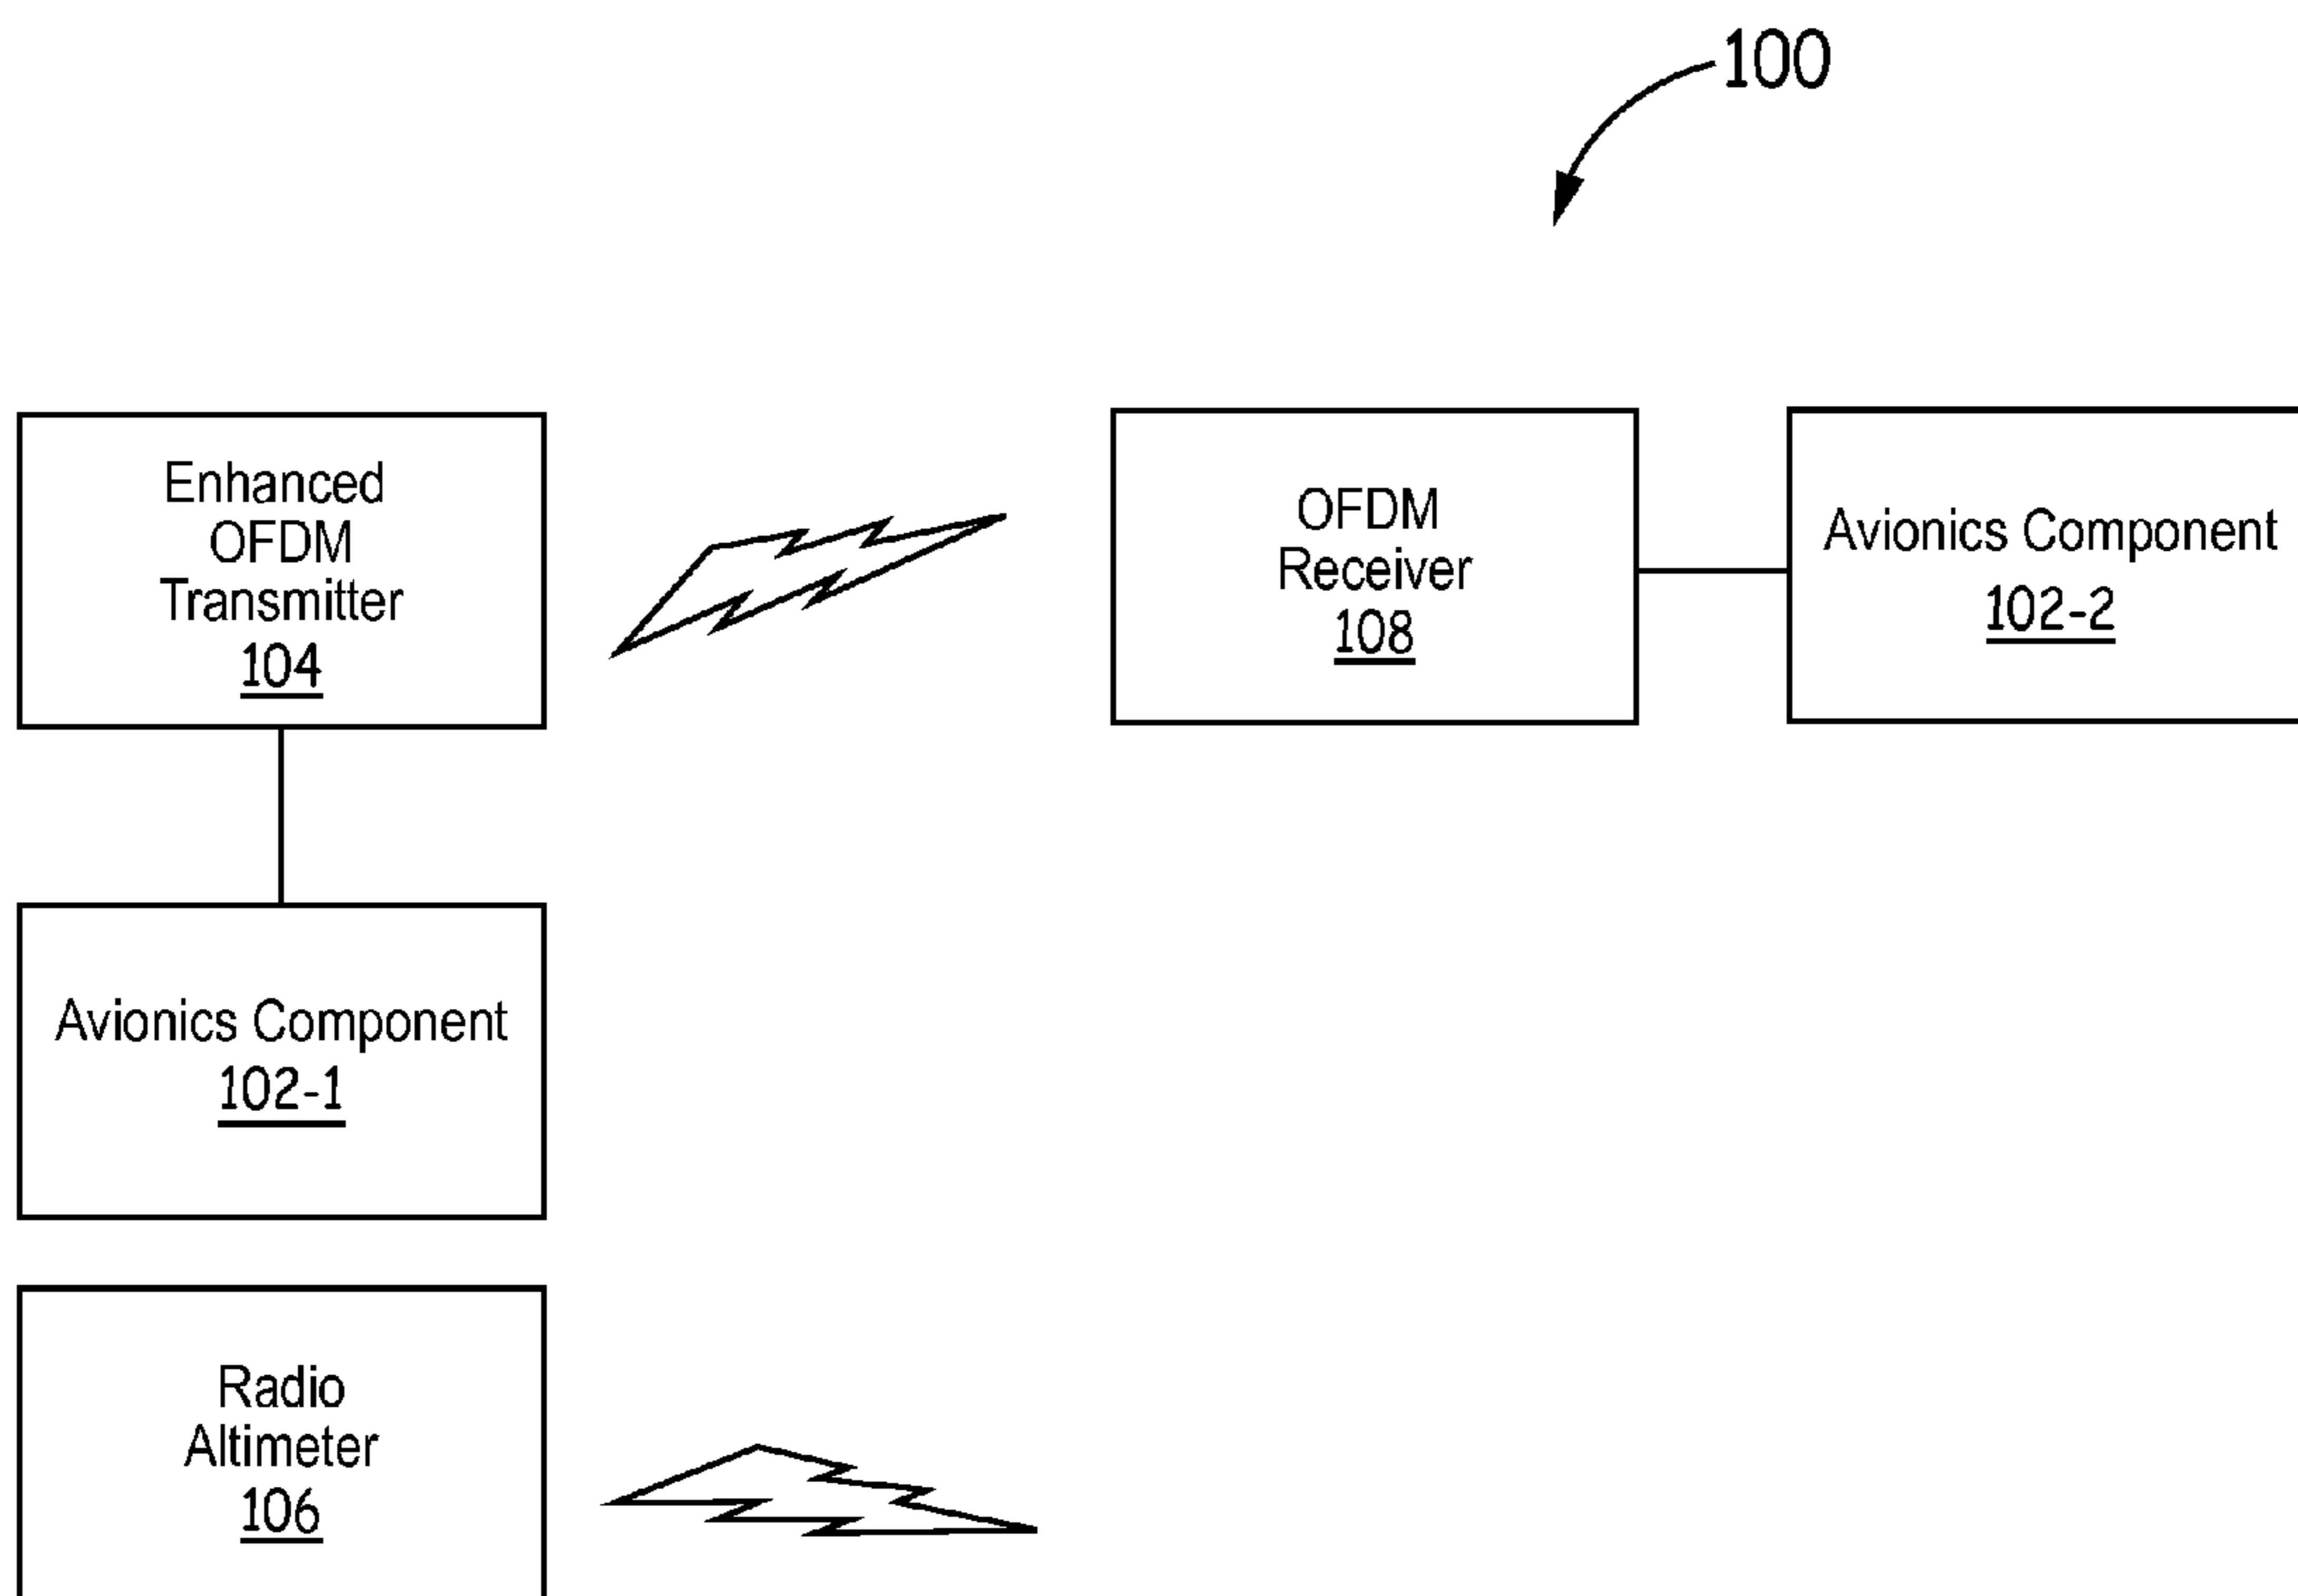 100
Enhanced
OFDM
Transmitter
104
OFDM
Receiver
108
Avionics Component
102-2
Avionics Component
102-1
Radio
Altimeter
106